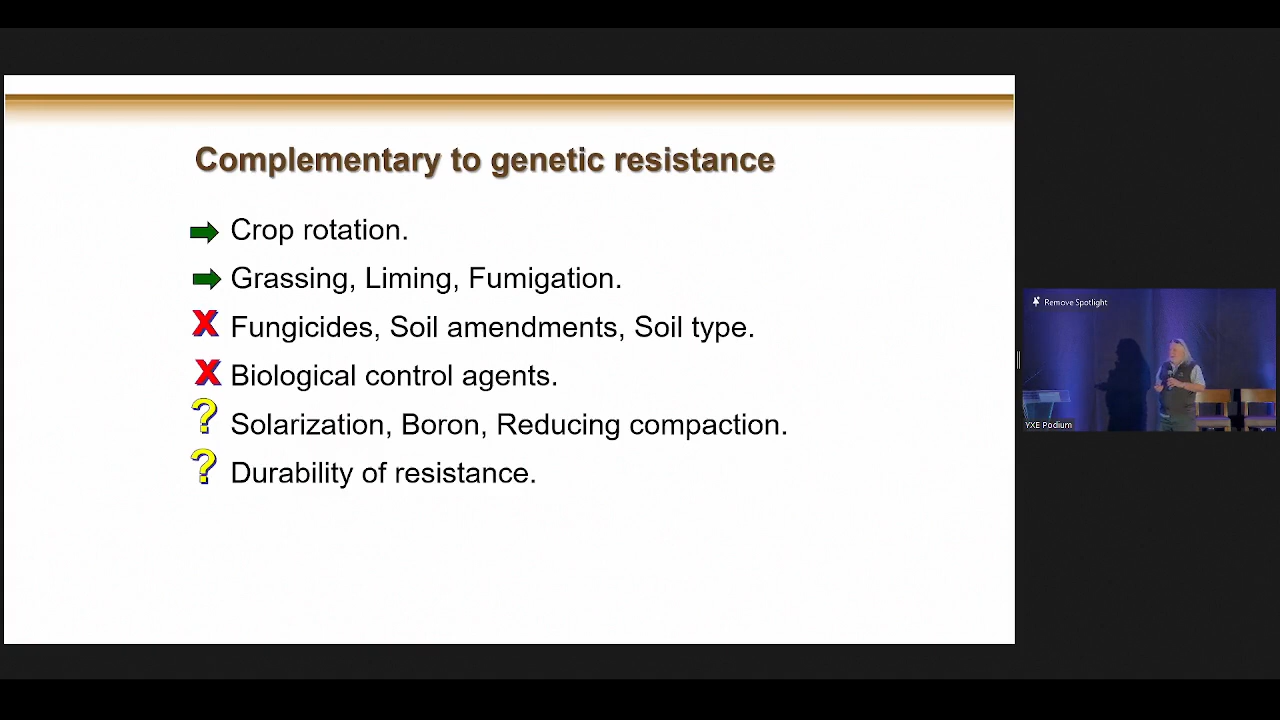 Complementary to genetic resistance
Crop rotation.
Grassing, Liming, Fumigation.
X Fungicides, Soil amendments, Soil type.
X Biological control agents.
? Solarization, Boron, Reducing compaction.
? Durability of resistance.
Remove Spotlight
YXE Podium